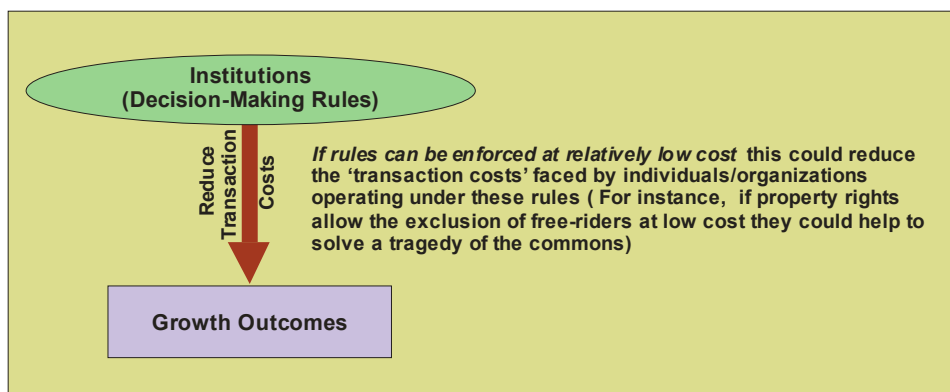 Institutions
(Decision-Making Rules)
Reduce
Transaction
Costs
If rules can be enforced at relatively low cost this could reduce
the ‘transaction costs’ faced by individuals/organizations
operating under these rules ( For instance, if property rights
allow the exclusion of free-riders at low cost they could help to
solve a tragedy of the commons)
Growth Outcomes